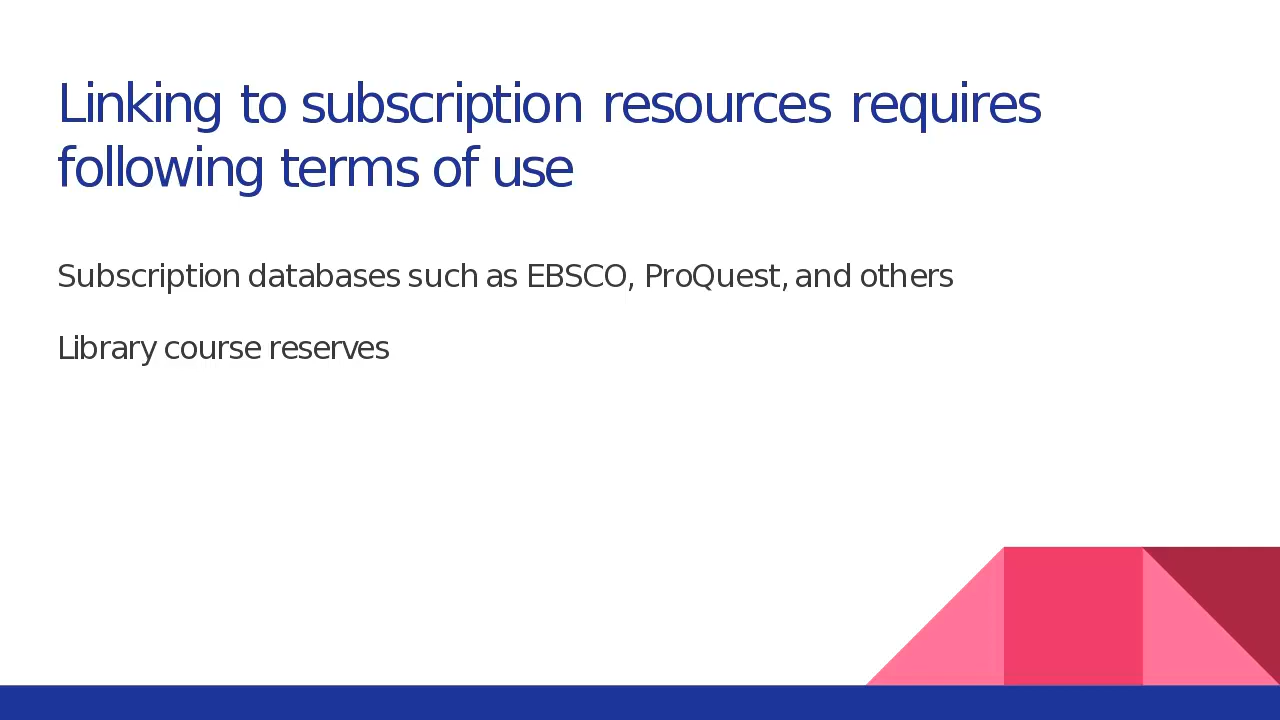 Linking to subscription resources requires
following terms of use
Subscription databases such as EBSCO, ProQuest, and others
Library course reserves